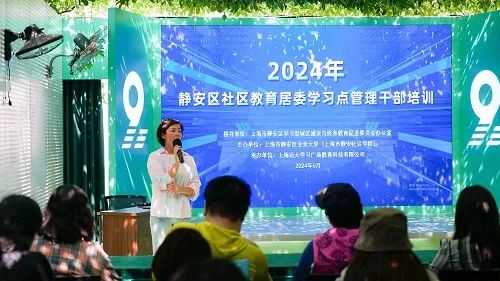 2024年
静安区社区教育居委学习点管理干部培训
指导单位：上海市静安区学习型城区建设与终身教育促进委员会办公室
主办单位：上海市静安区业余大学（上海市静安社区学院）
承办单位：上海远大学习广场教育科技有限公司
2024年5月